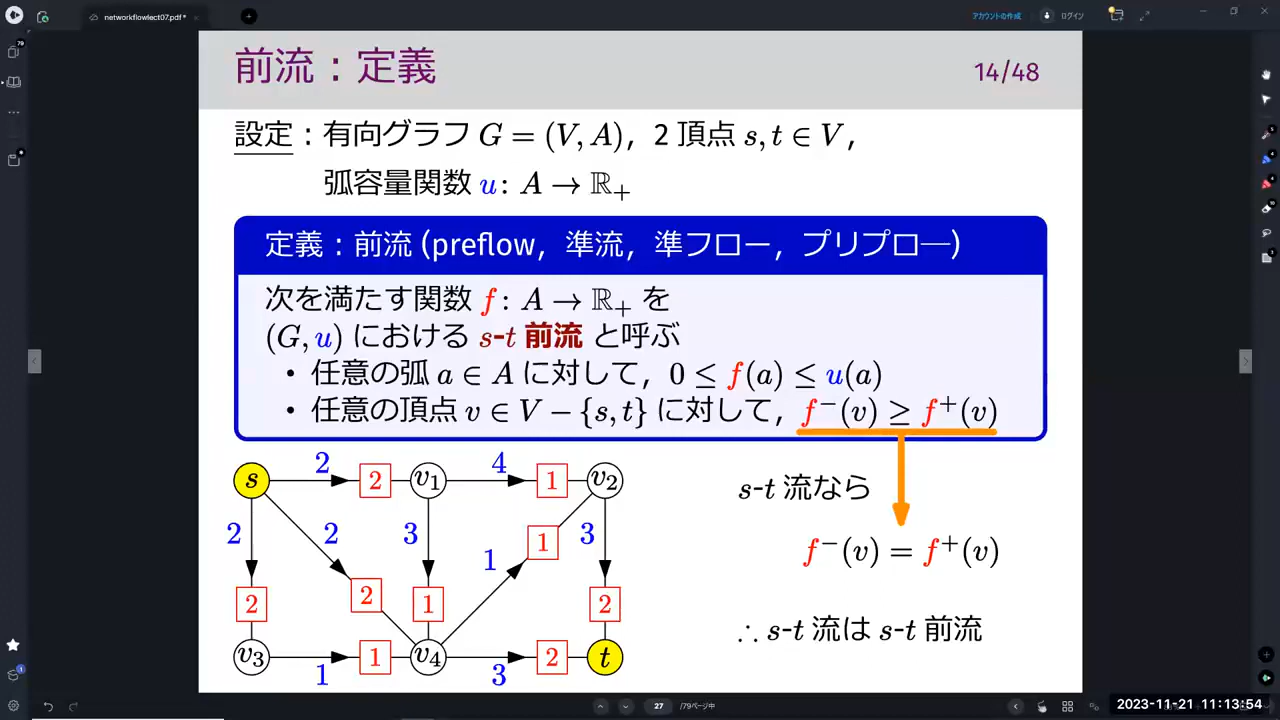 networkflowlect07.pdf*
アカウントの作成
ログイン
前流：定義
14/48
設定：有向グラフ G = (V, A)，2 頂点 s, t ∈ V，
弧容量関数 u: A → ℝ₊
定義：前流 (preflow，準流，準フロー，プリプロ―)
次を満たす関数 f: A → ℝ₊ を
(G, u) における s-t 前流 と呼ぶ
• 任意の弧 a ∈ A に対して，0 ≤ f(a) ≤ u(a)
• 任意の頂点 v ∈ V − {s, t} に対して，f⁻(v) ≥ f⁺(v)
s 2 2 v₁ 4 1 v₂
2 2 3 1 1 3
2 2 1 2
v₃ 1 1 v₄ 3 2 t
s-t 流なら
f⁻(v) = f⁺(v)
∴ s-t 流は s-t 前流
27 /79ページ中
2023-11-21 11:13:54